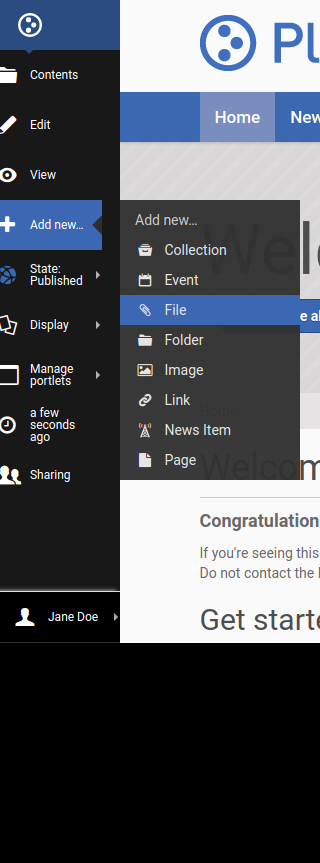 Pl
Contents
Edit
View
Add new...
State:
Published
Display
Manage
portlets
a few
seconds
ago
Sharing
Jane Doe
Home
New
Add new...
Collection
Event
File
Folder
Image
Link
News Item
Page
Welc
e al
Home
Welcom
Congratulation
If you're seeing this
Do not contact the
Get starte